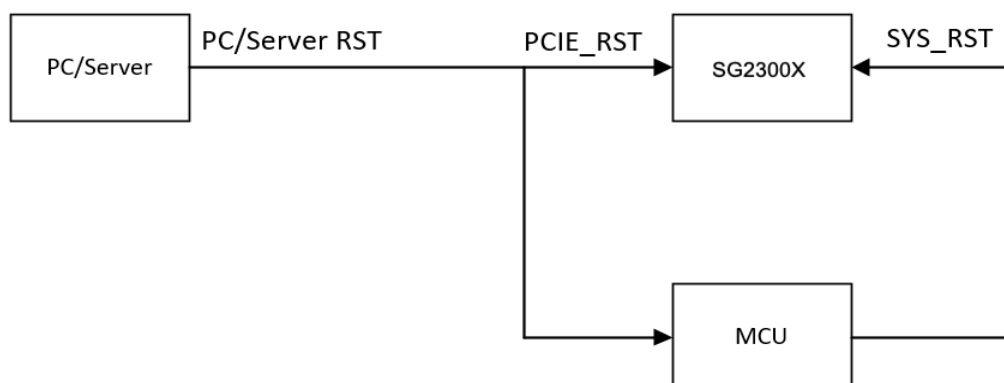 PC/Server RST
PCIE_RST
SYS_RST
PC/Server
SG2300X
MCU